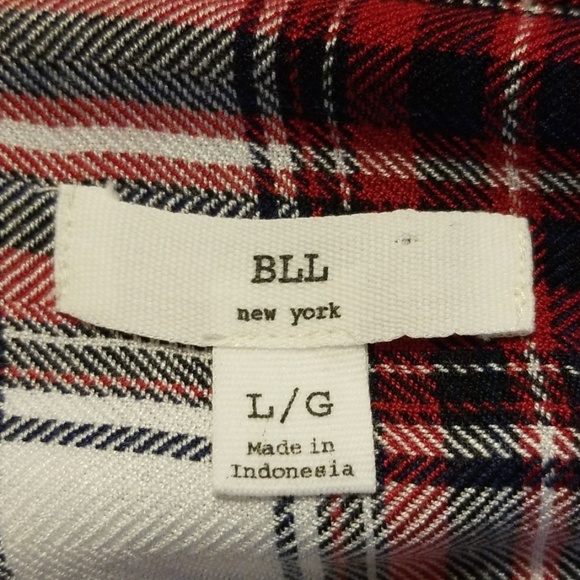 BLL
new york
L/G
Made in
Indonesia